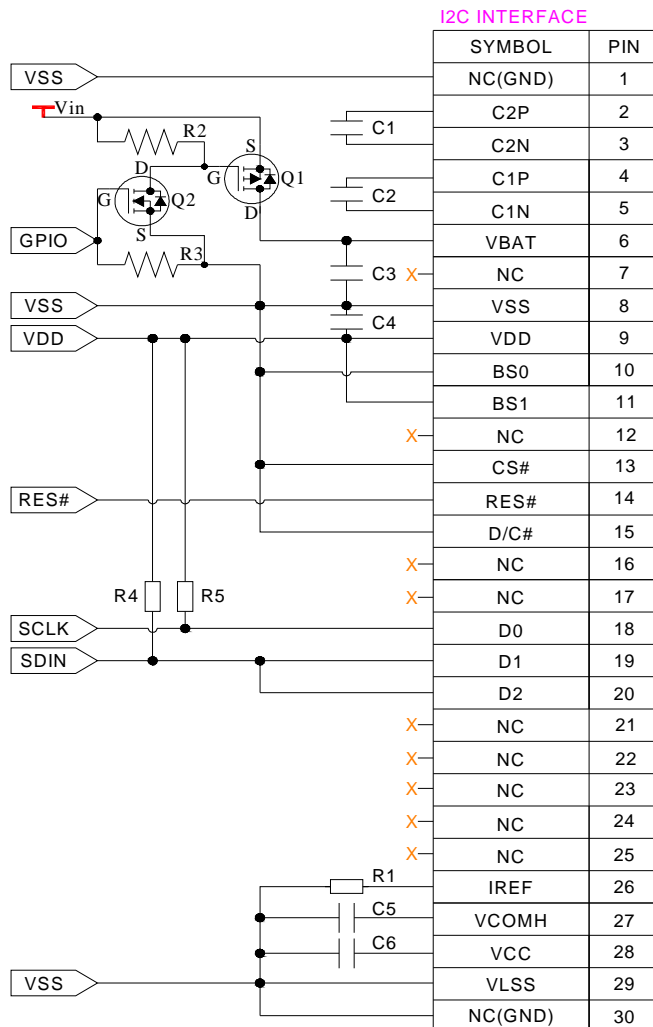 I2C INTERFACE
SYMBOL PIN
VSS NC(GND) 1
Vin C2P 2
C1
R2 C2N 3
D S C1P 4
G G Q1
Q2 C2 C1N 5
S D
GPIO VBAT 6
R3 C3 X NC 7
VSS VSS 8
C4
VDD VDD 9
BS0 10
BS1 11
X NC 12
CS# 13
RES# RES# 14
D/C# 15
X NC 16
R4 R5 X NC 17
SCLK D0 18
SDIN D1 19
D2 20
X NC 21
X NC 22
X NC 23
X NC 24
X NC 25
R1 IREF 26
C5 VCOMH 27
C6 VCC 28
VSS VLSS 29
NC(GND) 30